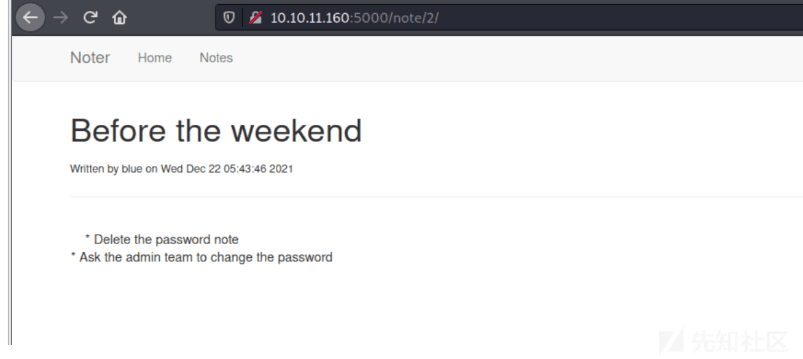 10.10.11.160:5000/note/2/
Noter Home Notes
Before the weekend
Written by blue on Wed Dec 22 05:43:46 2021
* Delete the password note
* Ask the admin team to change the password
先知社区